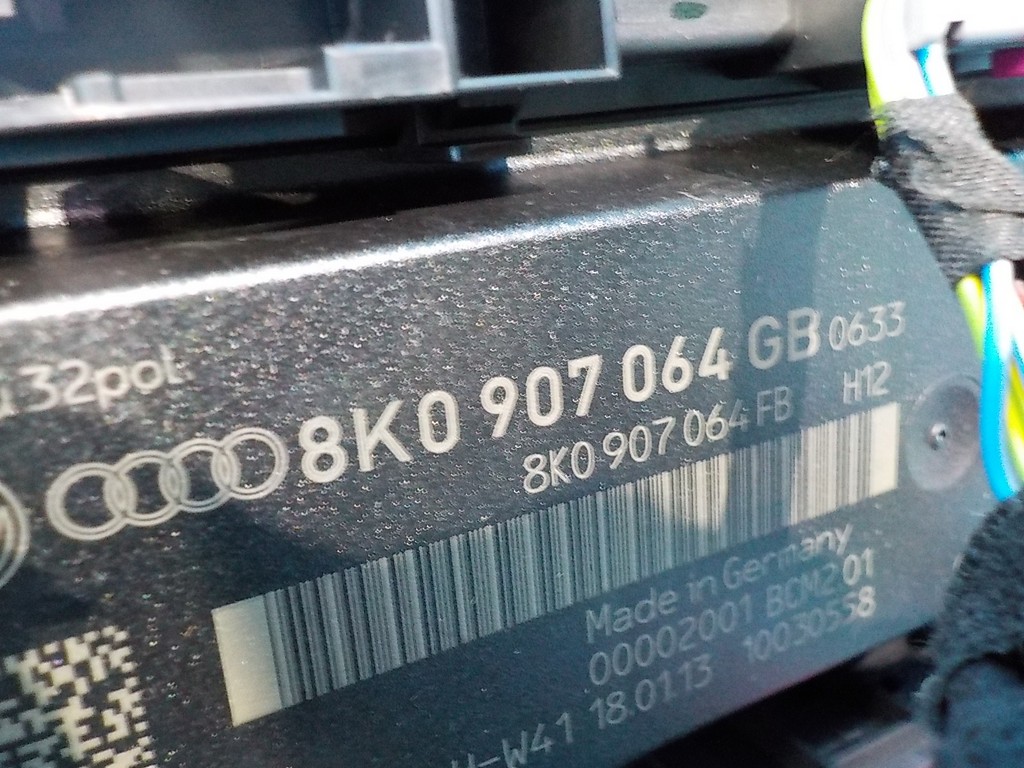 32pol
8K0 907 064 GB 0633
8K0 907 064 FB H12
Made in Germany
00002001 BCM2 01
W41 18.01.13 10030558